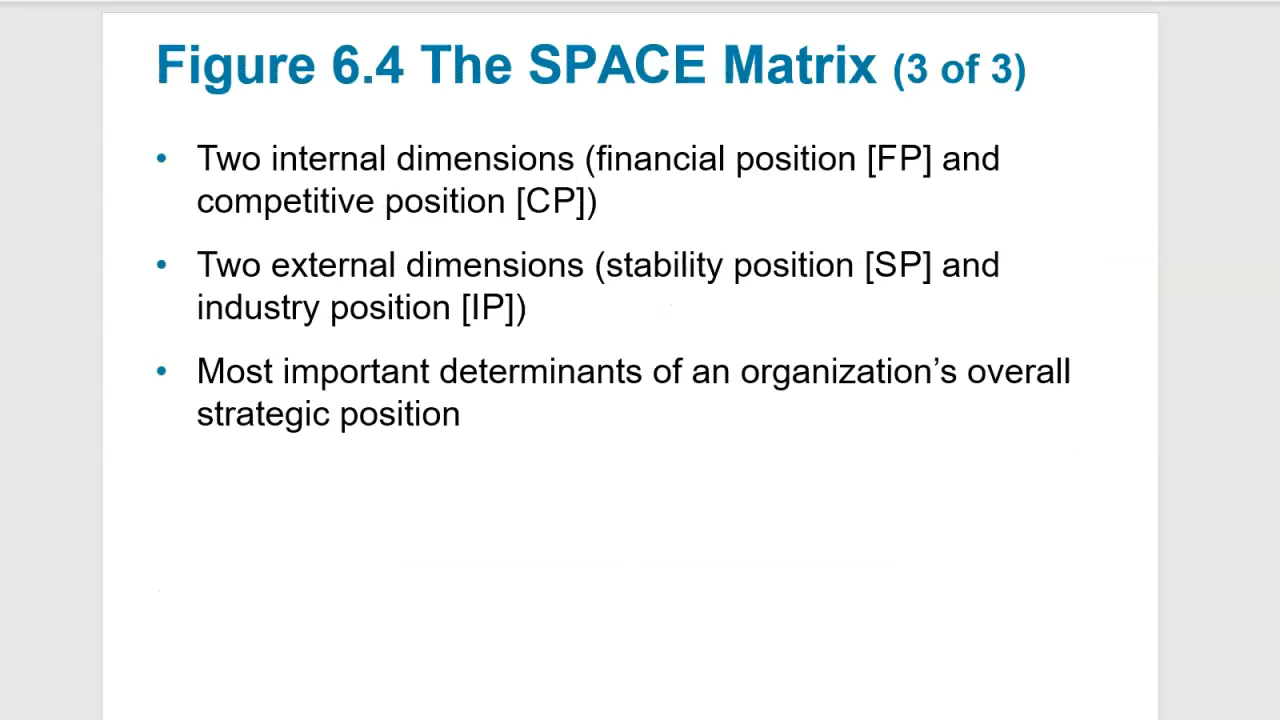 Figure 6.4 The SPACE Matrix (3 of 3)
• Two internal dimensions (financial position [FP] and
competitive position [CP])
• Two external dimensions (stability position [SP] and
industry position [IP])
• Most important determinants of an organization’s overall
strategic position